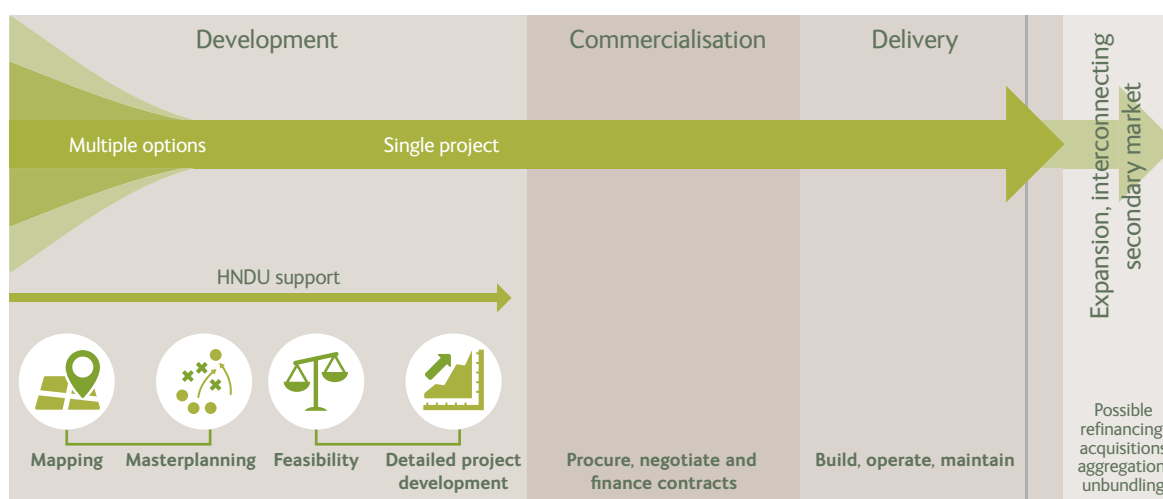 Development
Commercialisation
Delivery
Expansion, interconnecting
secondary market
Multiple options
Single project
HNDU support
Mapping
Masterplanning
Feasibility
Detailed project
development
Procure, negotiate and
finance contracts
Build, operate, maintain
Possible
refinancing
acquisitions
aggregation
unbundling